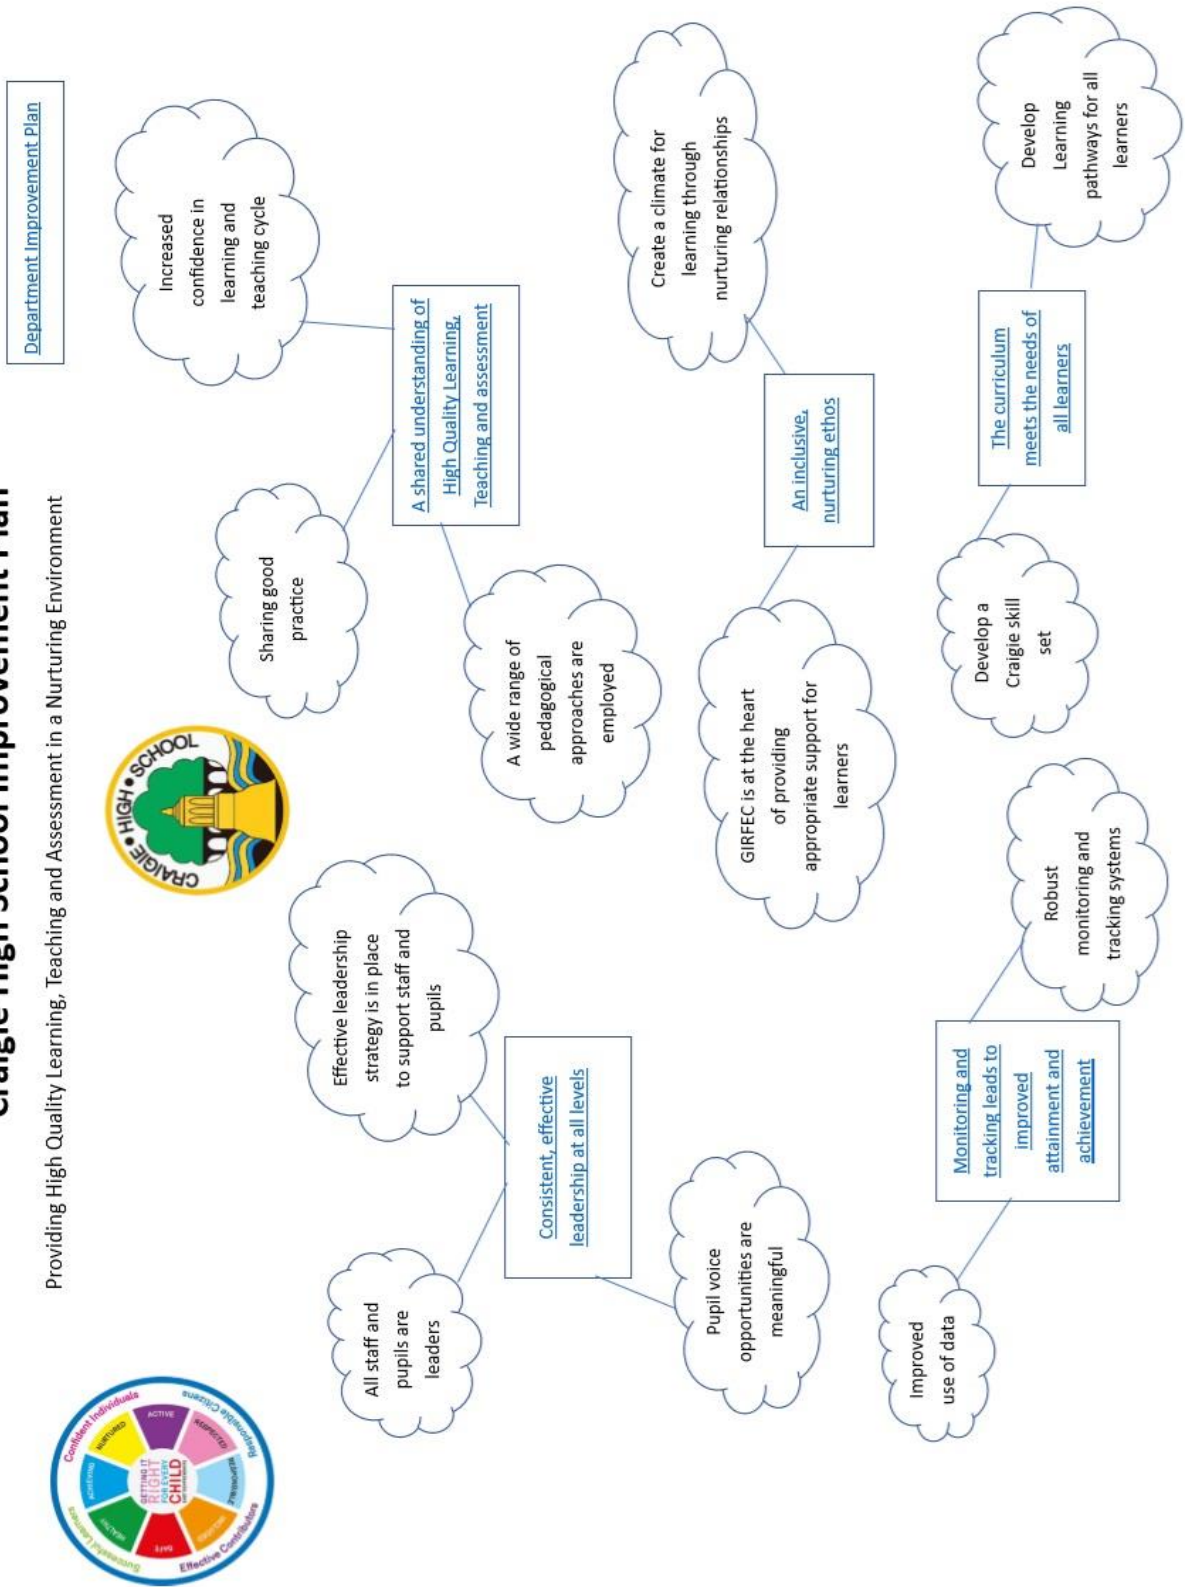 Craigie High School Improvement Plan
Providing High Quality Learning, Teaching and Assessment in a Nurturing Environment
Department Improvement Plan
Confident Individuals
Responsible Citizens
Effective Contributors
Successful Learners
NURTURED
ACTIVE
RESPECTED
RESPONSIBLE
INCLUDED
SAFE
HEALTHY
ACHIEVING
GETTING IT
RIGHT
FOR EVERY
CHILD
CRAIGIE • HIGH • SCHOOL
All staff and
pupils are
leaders
Effective leadership
strategy is in place
to support staff and
pupils
Consistent, effective
leadership at all levels
Pupil voice
opportunities are
meaningful
Sharing good
practice
Increased
confidence in
learning and
teaching cycle
A shared understanding of
High Quality Learning,
Teaching and assessment
A wide range of
pedagogical
approaches are
employed
Create a climate for
learning through
nurturing relationships
An inclusive,
nurturing ethos
GIRFEC is at the heart
of providing
appropriate support for
learners
Improved
use of data
Monitoring and
tracking leads to
improved
attainment and
achievement
Robust
monitoring and
tracking systems
Develop a
Craigie skill
set
The curriculum
meets the needs of
all learners
Develop
Learning
pathways for all
learners